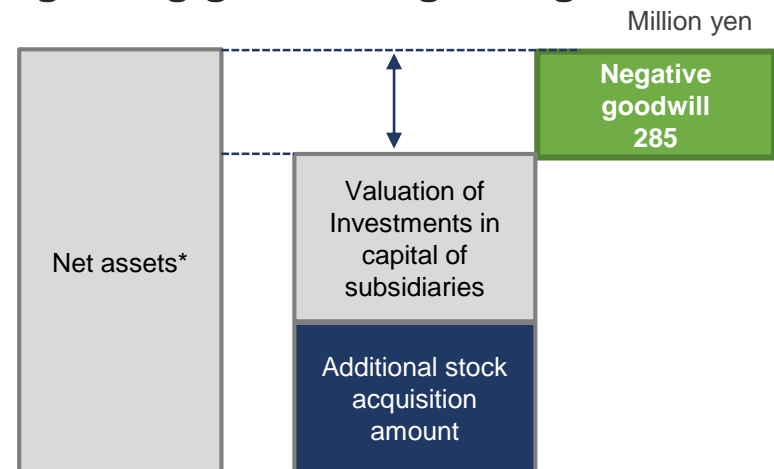 Million yen
Negative
goodwill
285
Valuation of
Investments in
capital of
subsidiaries
Net assets*
Additional stock
acquisition
amount